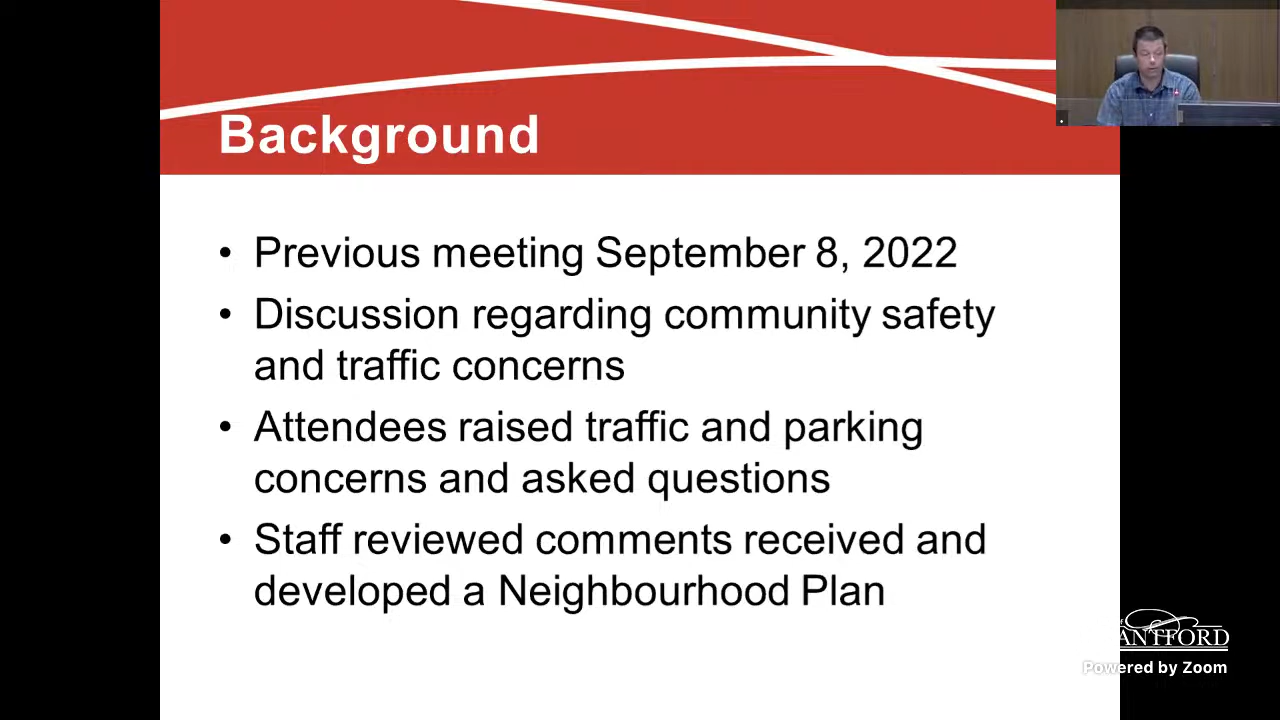 Background
• Previous meeting September 8, 2022
• Discussion regarding community safety
and traffic concerns
• Attendees raised traffic and parking
concerns and asked questions
• Staff reviewed comments received and
developed a Neighbourhood Plan
ANTFORD
Powered by Zoom